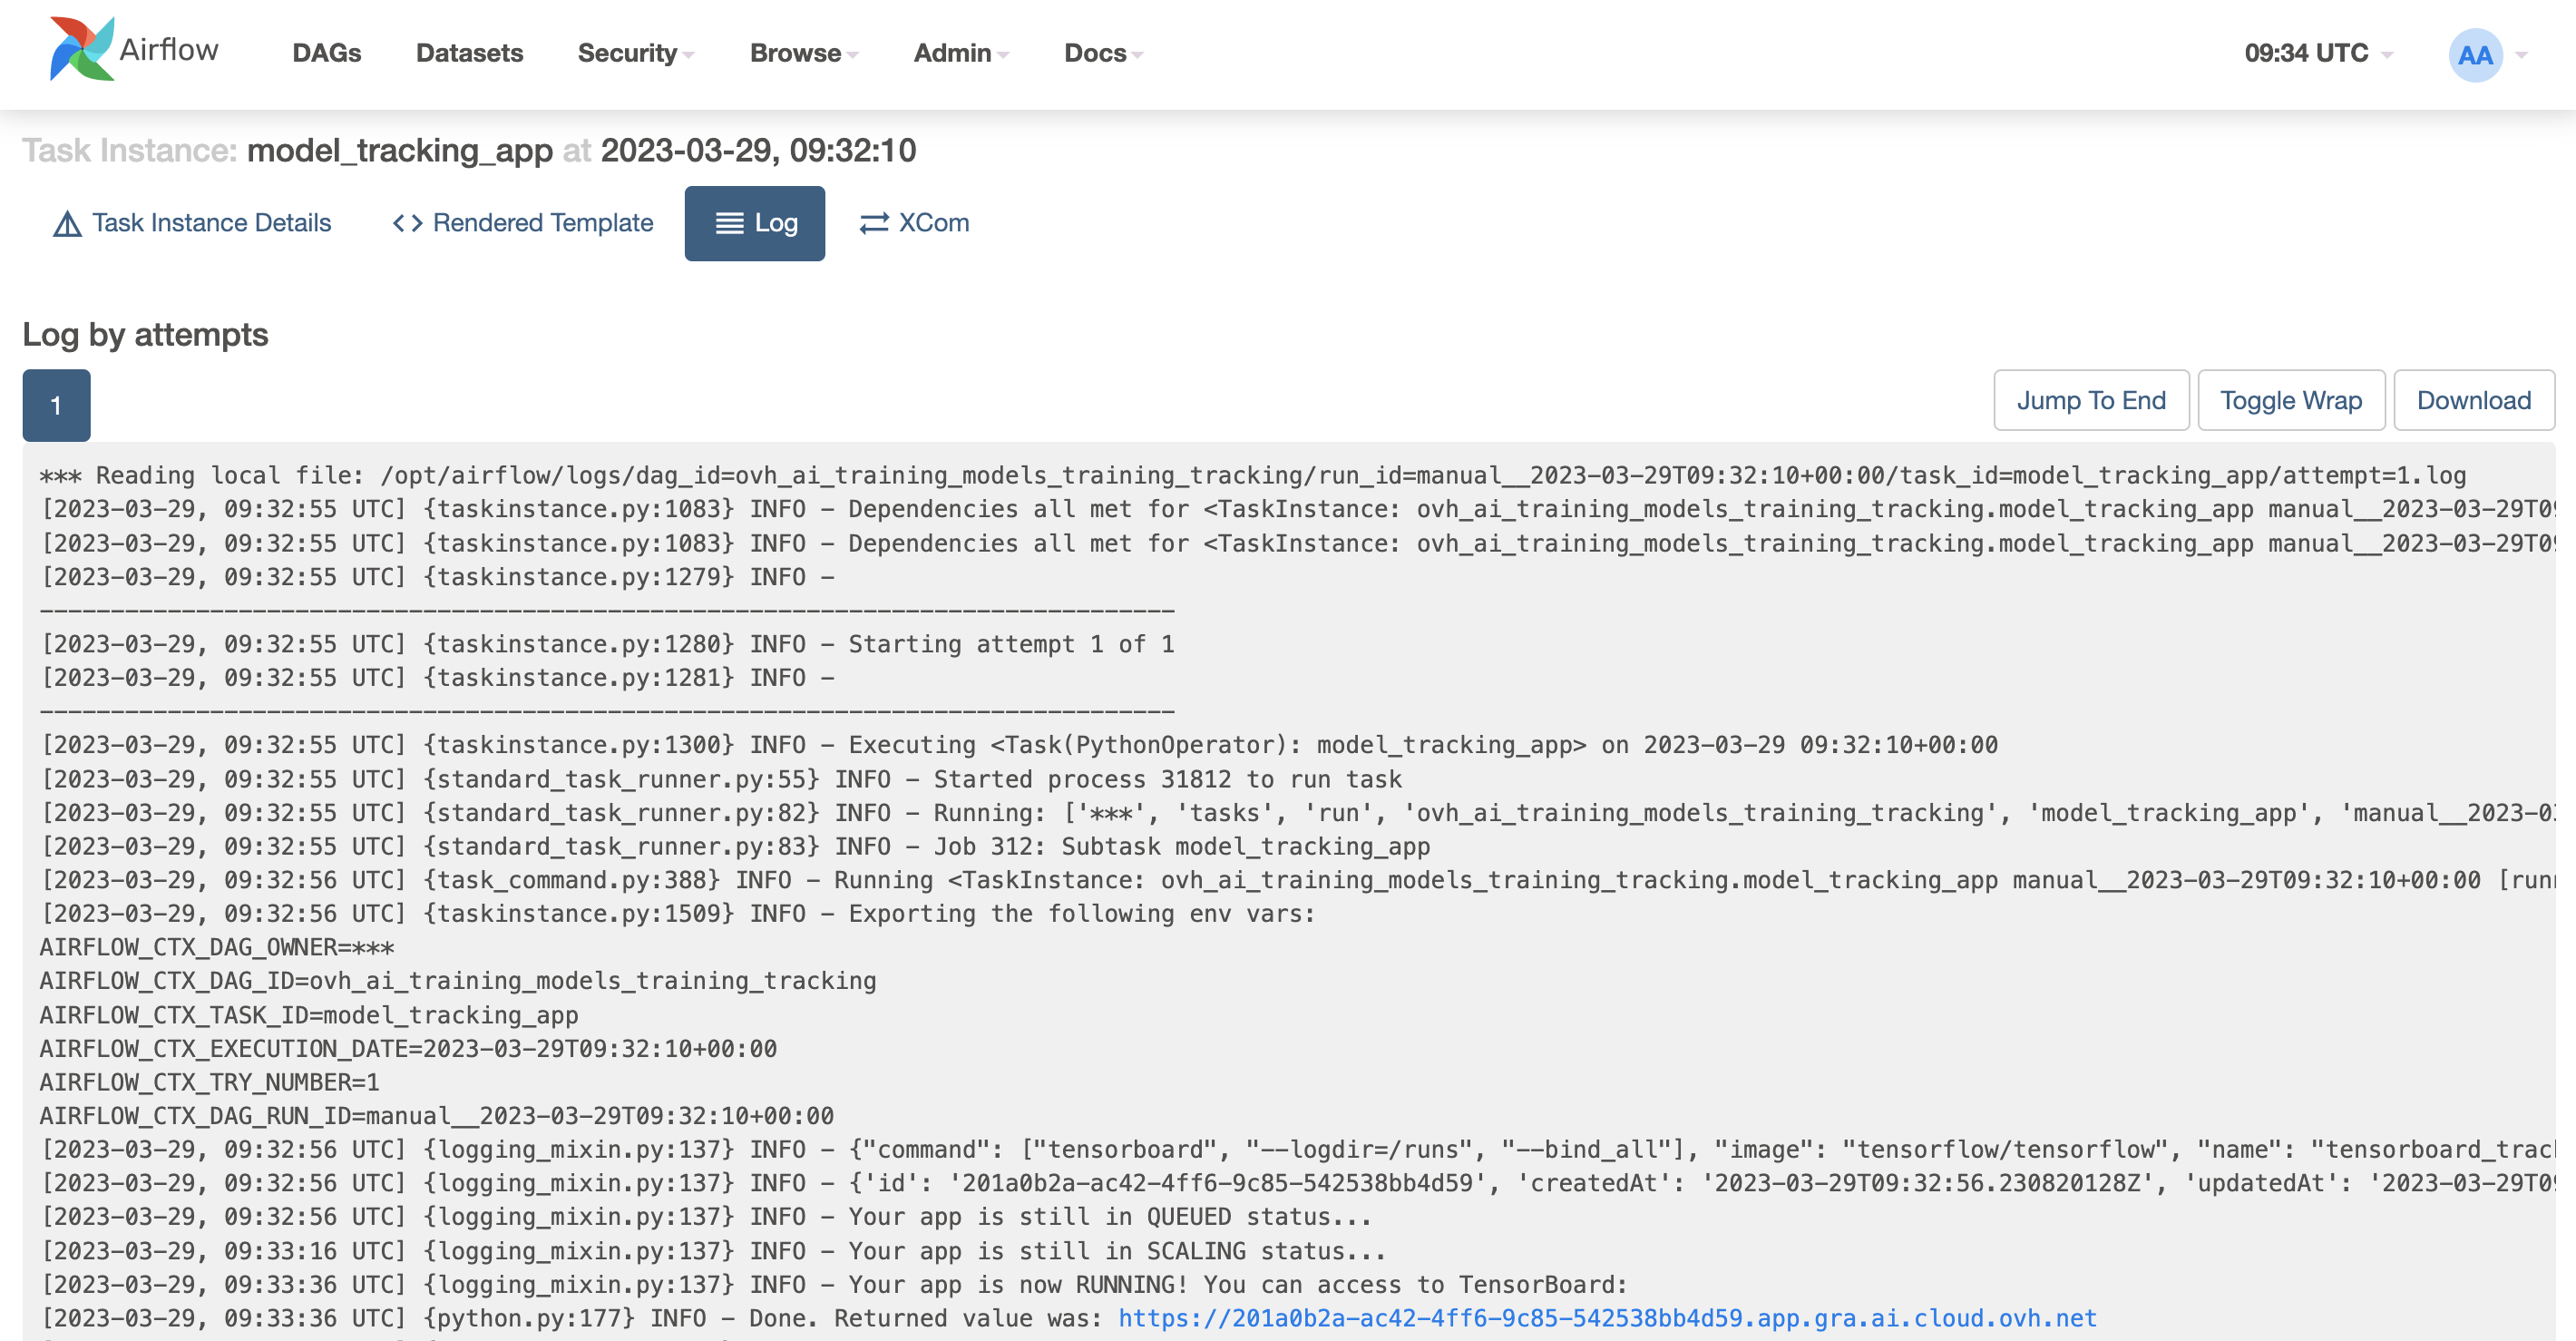 Airflow DAGs Datasets Security Browse Admin Docs 09:34 UTC AA
Task Instance: model_tracking_app at 2023-03-29, 09:32:10
Task Instance Details <> Rendered Template Log XCom
Log by attempts
1 Jump To End Toggle Wrap Download
*** Reading local file: /opt/airflow/logs/dag_id=ovh_ai_training_models_training_tracking/run_id=manual__2023-03-29T09:32:10+00:00/task_id=model_tracking_app/attempt=1.log
[2023-03-29, 09:32:55 UTC] {taskinstance.py:1083} INFO - Dependencies all met for <TaskInstance: ovh_ai_training_models_training_tracking.model_tracking_app manual__2023-03-29T09
[2023-03-29, 09:32:55 UTC] {taskinstance.py:1083} INFO - Dependencies all met for <TaskInstance: ovh_ai_training_models_training_tracking.model_tracking_app manual__2023-03-29T09
[2023-03-29, 09:32:55 UTC] {taskinstance.py:1279} INFO -
--------------------------------------------------------------------------------
[2023-03-29, 09:32:55 UTC] {taskinstance.py:1280} INFO - Starting attempt 1 of 1
[2023-03-29, 09:32:55 UTC] {taskinstance.py:1281} INFO -
--------------------------------------------------------------------------------
[2023-03-29, 09:32:55 UTC] {taskinstance.py:1300} INFO - Executing <Task(PythonOperator): model_tracking_app> on 2023-03-29 09:32:10+00:00
[2023-03-29, 09:32:55 UTC] {standard_task_runner.py:55} INFO - Started process 31812 to run task
[2023-03-29, 09:32:55 UTC] {standard_task_runner.py:82} INFO - Running: ['***', 'tasks', 'run', 'ovh_ai_training_models_training_tracking', 'model_tracking_app', 'manual__2023-0
[2023-03-29, 09:32:55 UTC] {standard_task_runner.py:83} INFO - Job 312: Subtask model_tracking_app
[2023-03-29, 09:32:56 UTC] {task_command.py:388} INFO - Running <TaskInstance: ovh_ai_training_models_training_tracking.model_tracking_app manual__2023-03-29T09:32:10+00:00 [run
[2023-03-29, 09:32:56 UTC] {taskinstance.py:1509} INFO - Exporting the following env vars:
AIRFLOW_CTX_DAG_OWNER=***
AIRFLOW_CTX_DAG_ID=ovh_ai_training_models_training_tracking
AIRFLOW_CTX_TASK_ID=model_tracking_app
AIRFLOW_CTX_EXECUTION_DATE=2023-03-29T09:32:10+00:00
AIRFLOW_CTX_TRY_NUMBER=1
AIRFLOW_CTX_DAG_RUN_ID=manual__2023-03-29T09:32:10+00:00
[2023-03-29, 09:32:56 UTC] {logging_mixin.py:137} INFO - {"command": ["tensorboard", "--logdir=/runs", "--bind_all"], "image": "tensorflow/tensorflow", "name": "tensorboard_track
[2023-03-29, 09:32:56 UTC] {logging_mixin.py:137} INFO - {'id': '201a0b2a-ac42-4ff6-9c85-542538bb4d59', 'createdAt': '2023-03-29T09:32:56.230820128Z', 'updatedAt': '2023-03-29T09
[2023-03-29, 09:32:56 UTC] {logging_mixin.py:137} INFO - Your app is still in QUEUED status...
[2023-03-29, 09:33:16 UTC] {logging_mixin.py:137} INFO - Your app is still in SCALING status...
[2023-03-29, 09:33:36 UTC] {logging_mixin.py:137} INFO - Your app is now RUNNING! You can access to TensorBoard:
[2023-03-29, 09:33:36 UTC] {python.py:177} INFO - Done. Returned value was: https://201a0b2a-ac42-4ff6-9c85-542538bb4d59.app.gra.ai.cloud.ovh.net